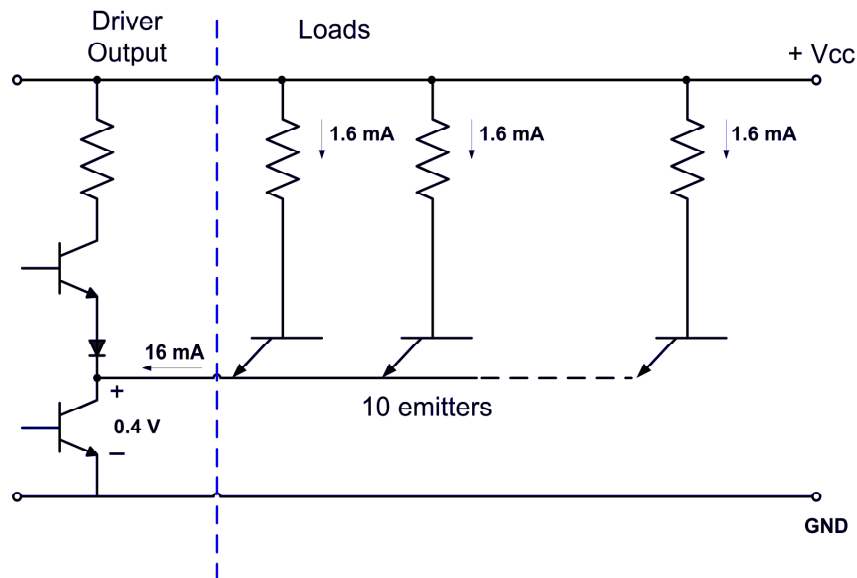 Driver
Output
Loads
+ Vcc
1.6 mA
1.6 mA
1.6 mA
16 mA
+
0.4 V
−
10 emitters
GND